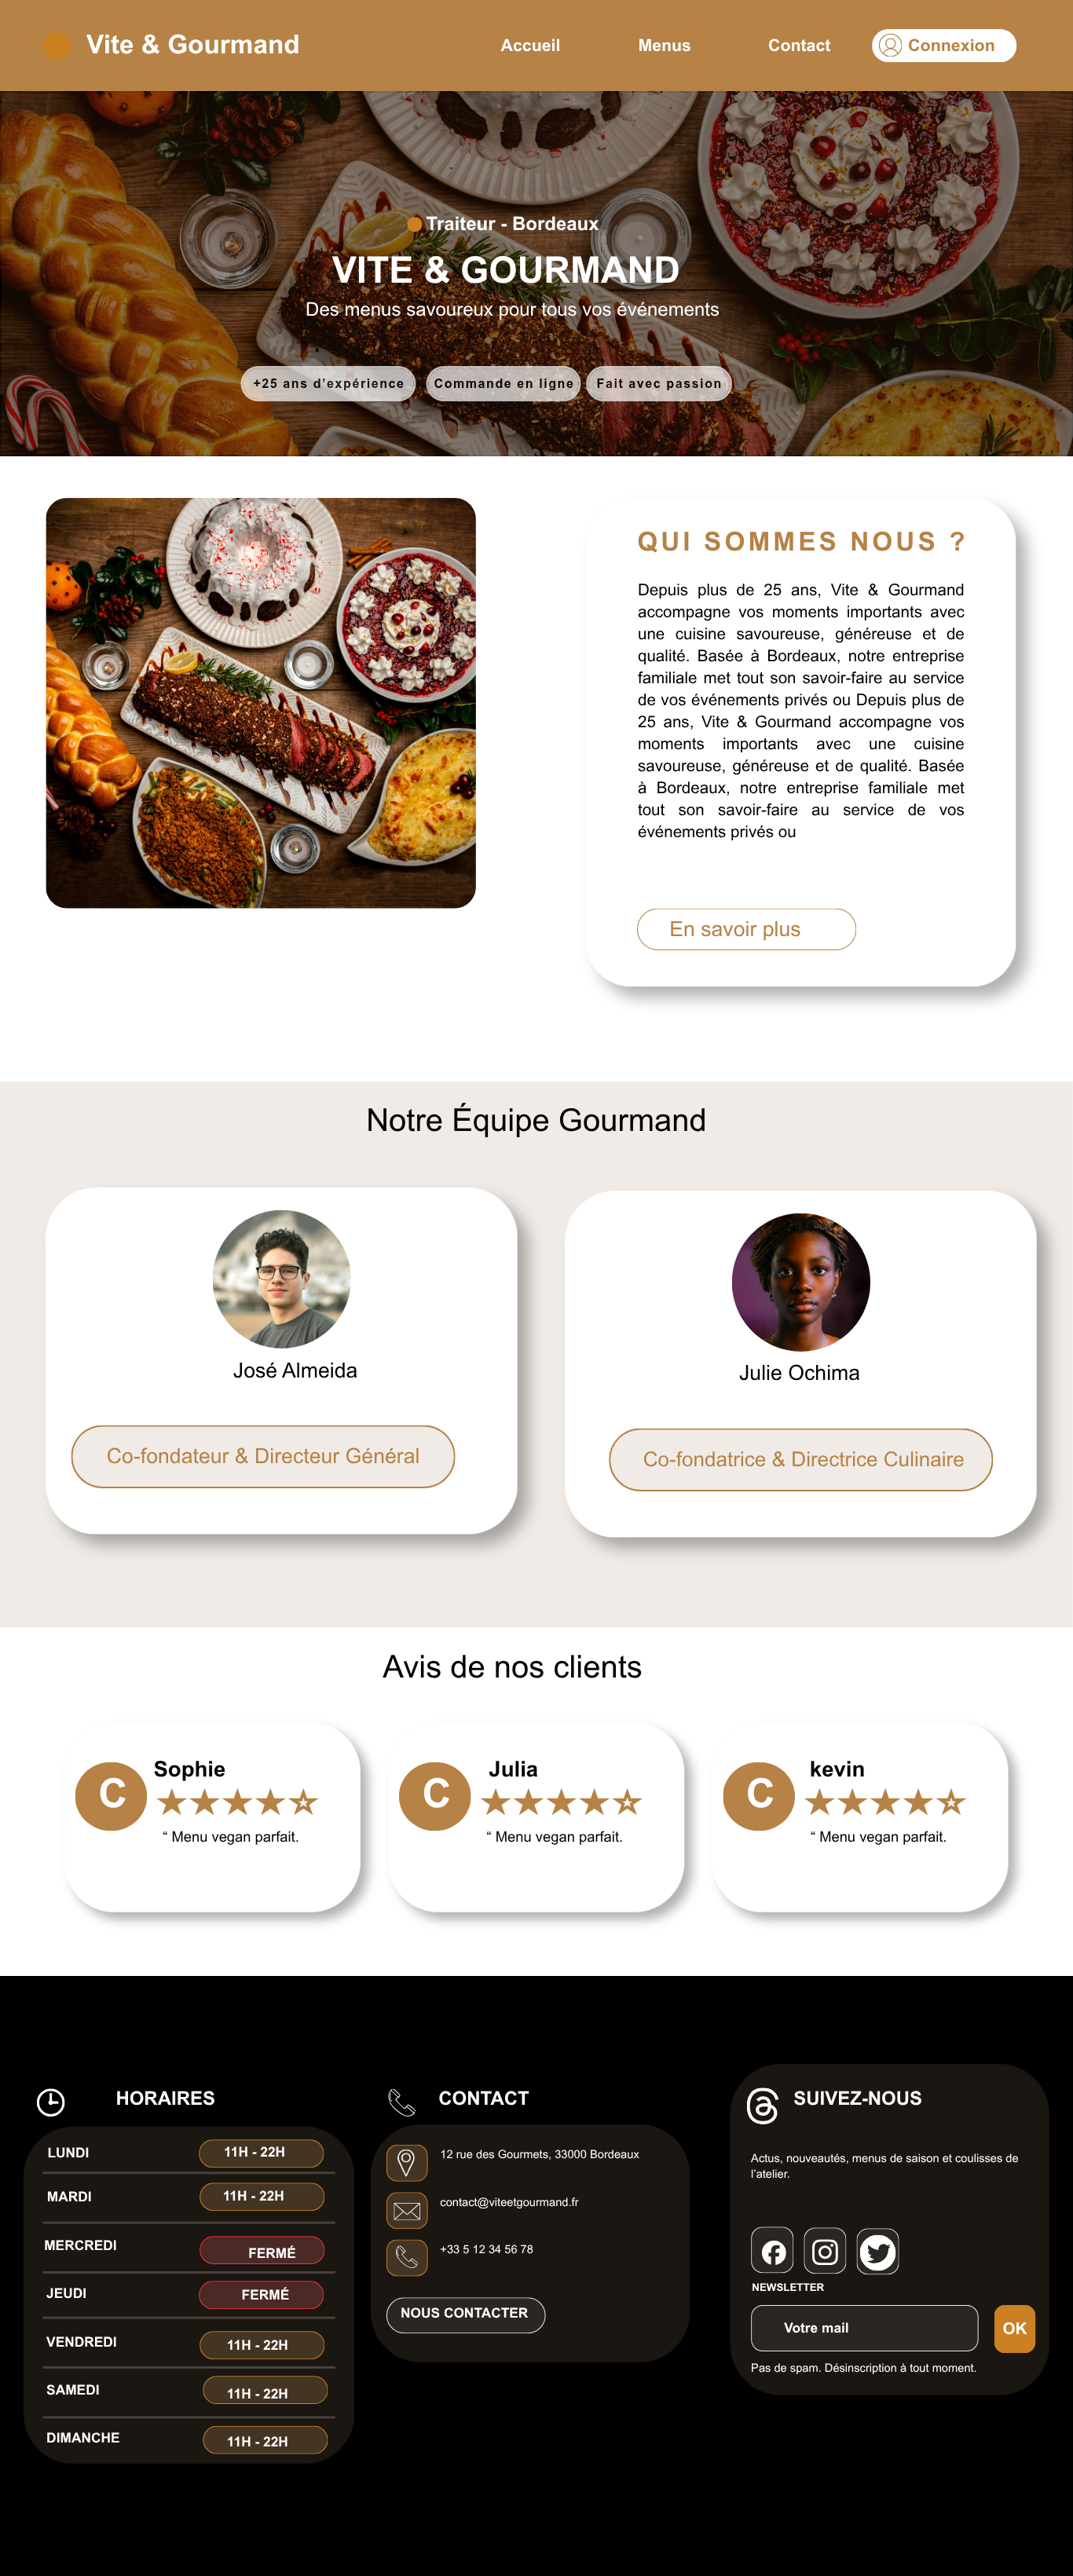 Vite & Gourmand
Accueil
Menus
Contact
Connexion
Traiteur - Bordeaux
VITE & GOURMAND
Des menus savoureux pour tous vos événements
+25 ans d'expérience
Commande en ligne
Fait avec passion
QUI SOMMES NOUS ?
Depuis plus de 25 ans, Vite & Gourmand
accompagne vos moments importants avec
une cuisine savoureuse, généreuse et de
qualité. Basée à Bordeaux, notre entreprise
familiale met tout son savoir-faire au service
de vos événements privés ou Depuis plus de
25 ans, Vite & Gourmand accompagne vos
moments importants avec une cuisine
savoureuse, généreuse et de qualité. Basée
à Bordeaux, notre entreprise familiale met
tout son savoir-faire au service de vos
événements privés ou
En savoir plus
Notre Équipe Gourmand
José Almeida
Co-fondateur & Directeur Général
Julie Ochima
Co-fondatrice & Directrice Culinaire
Avis de nos clients
C
Sophie
“ Menu vegan parfait.
C
Julia
“ Menu vegan parfait.
C
kevin
“ Menu vegan parfait.
HORAIRES
LUNDI
11H - 22H
MARDI
11H - 22H
MERCREDI
FERMÉ
JEUDI
FERMÉ
VENDREDI
11H - 22H
SAMEDI
11H - 22H
DIMANCHE
11H - 22H
CONTACT
12 rue des Gourmets, 33000 Bordeaux
contact@viteetgourmand.fr
+33 5 12 34 56 78
NOUS CONTACTER
SUIVEZ-NOUS
Actus, nouveautés, menus de saison et coulisses de
l'atelier.
NEWSLETTER
Votre mail
OK
Pas de spam. Désinscription à tout moment.